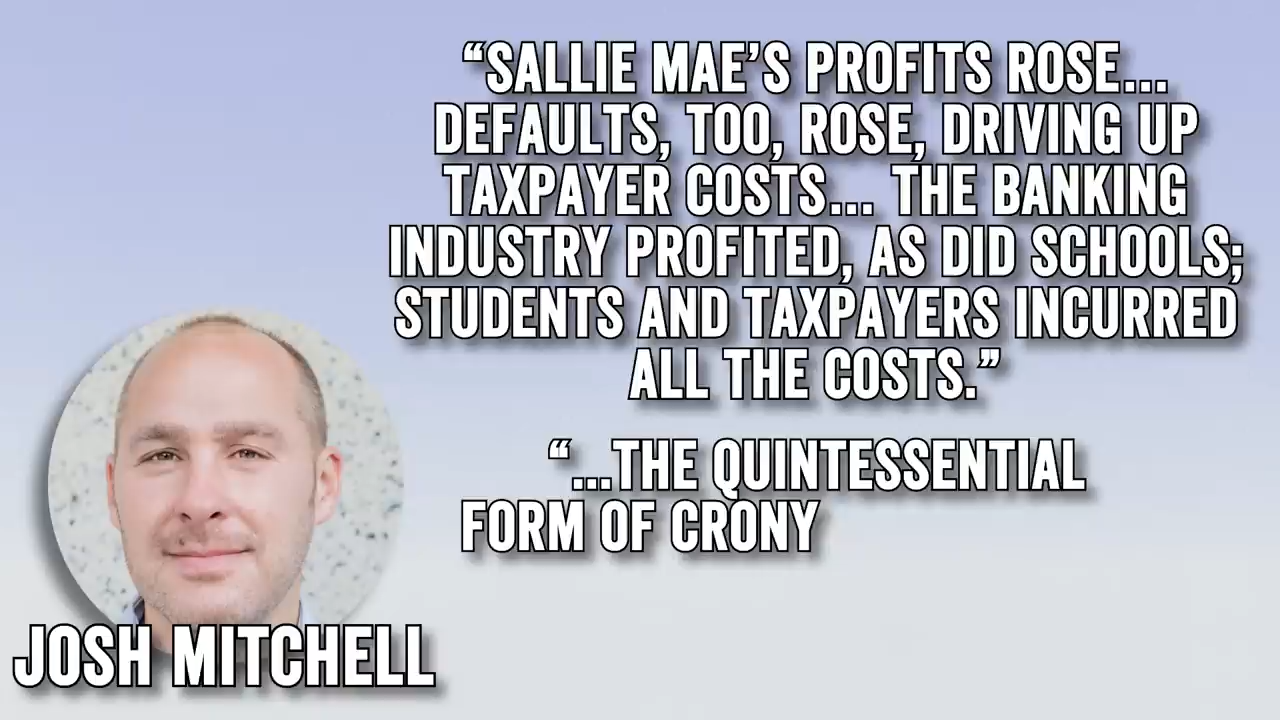 “SALLIE MAE’S PROFITS ROSE...
DEFAULTS, TOO, ROSE, DRIVING UP
TAXPAYER COSTS... THE BANKING
INDUSTRY PROFITED, AS DID SCHOOLS;
STUDENTS AND TAXPAYERS INCURRED
ALL THE COSTS.”
“...THE QUINTESSENTIAL
FORM OF CRONY
JOSH MITCHELL